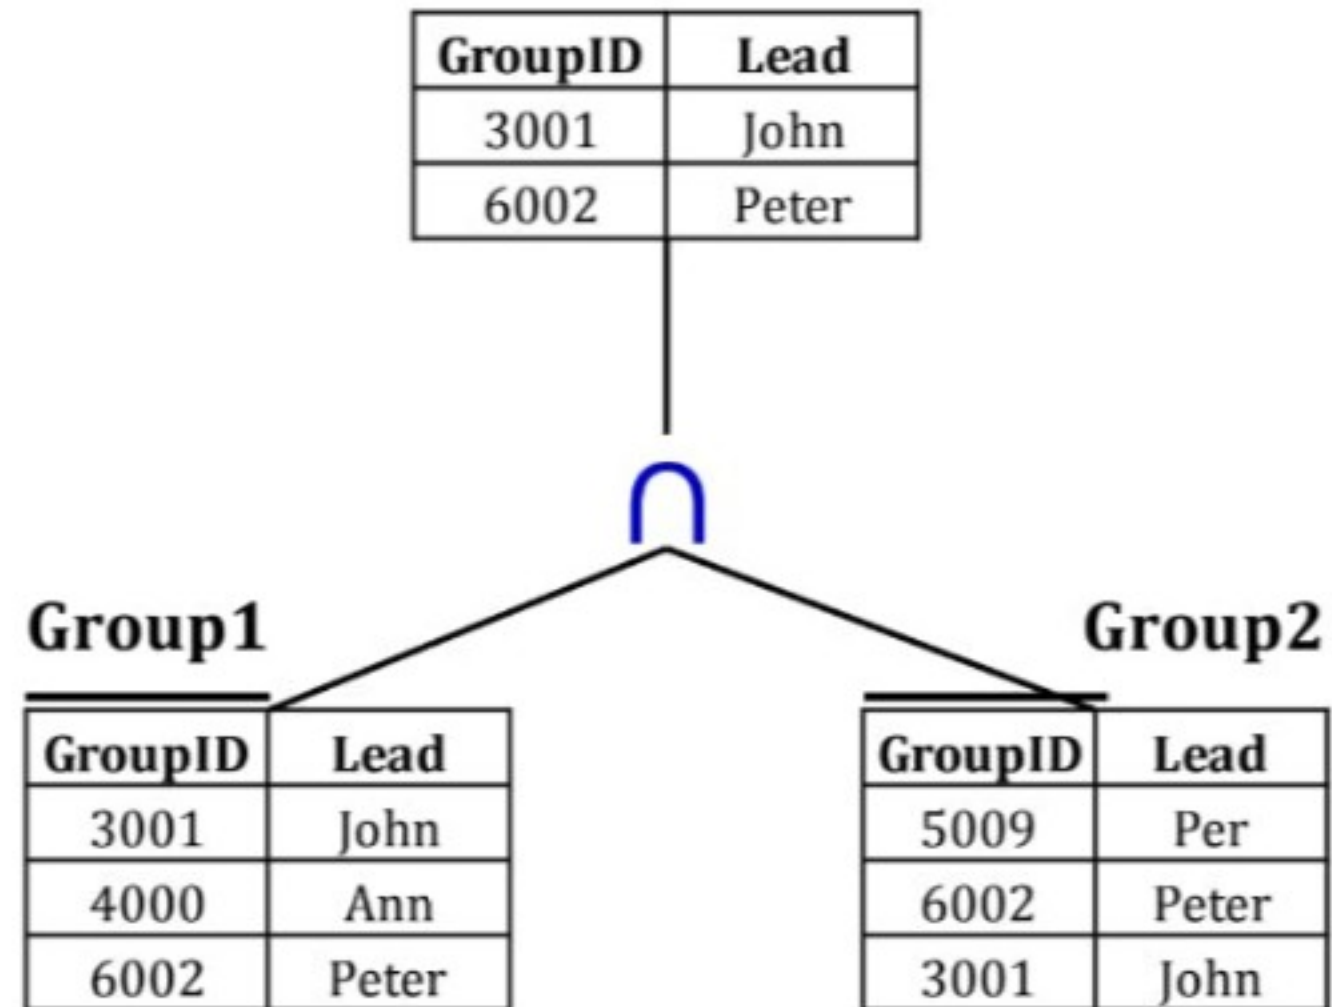 GroupID Lead
3001 John
6002 Peter
∩
Group1 Group2
GroupID Lead GroupID Lead
3001 John 5009 Per
4000 Ann 6002 Peter
6002 Peter 3001 John